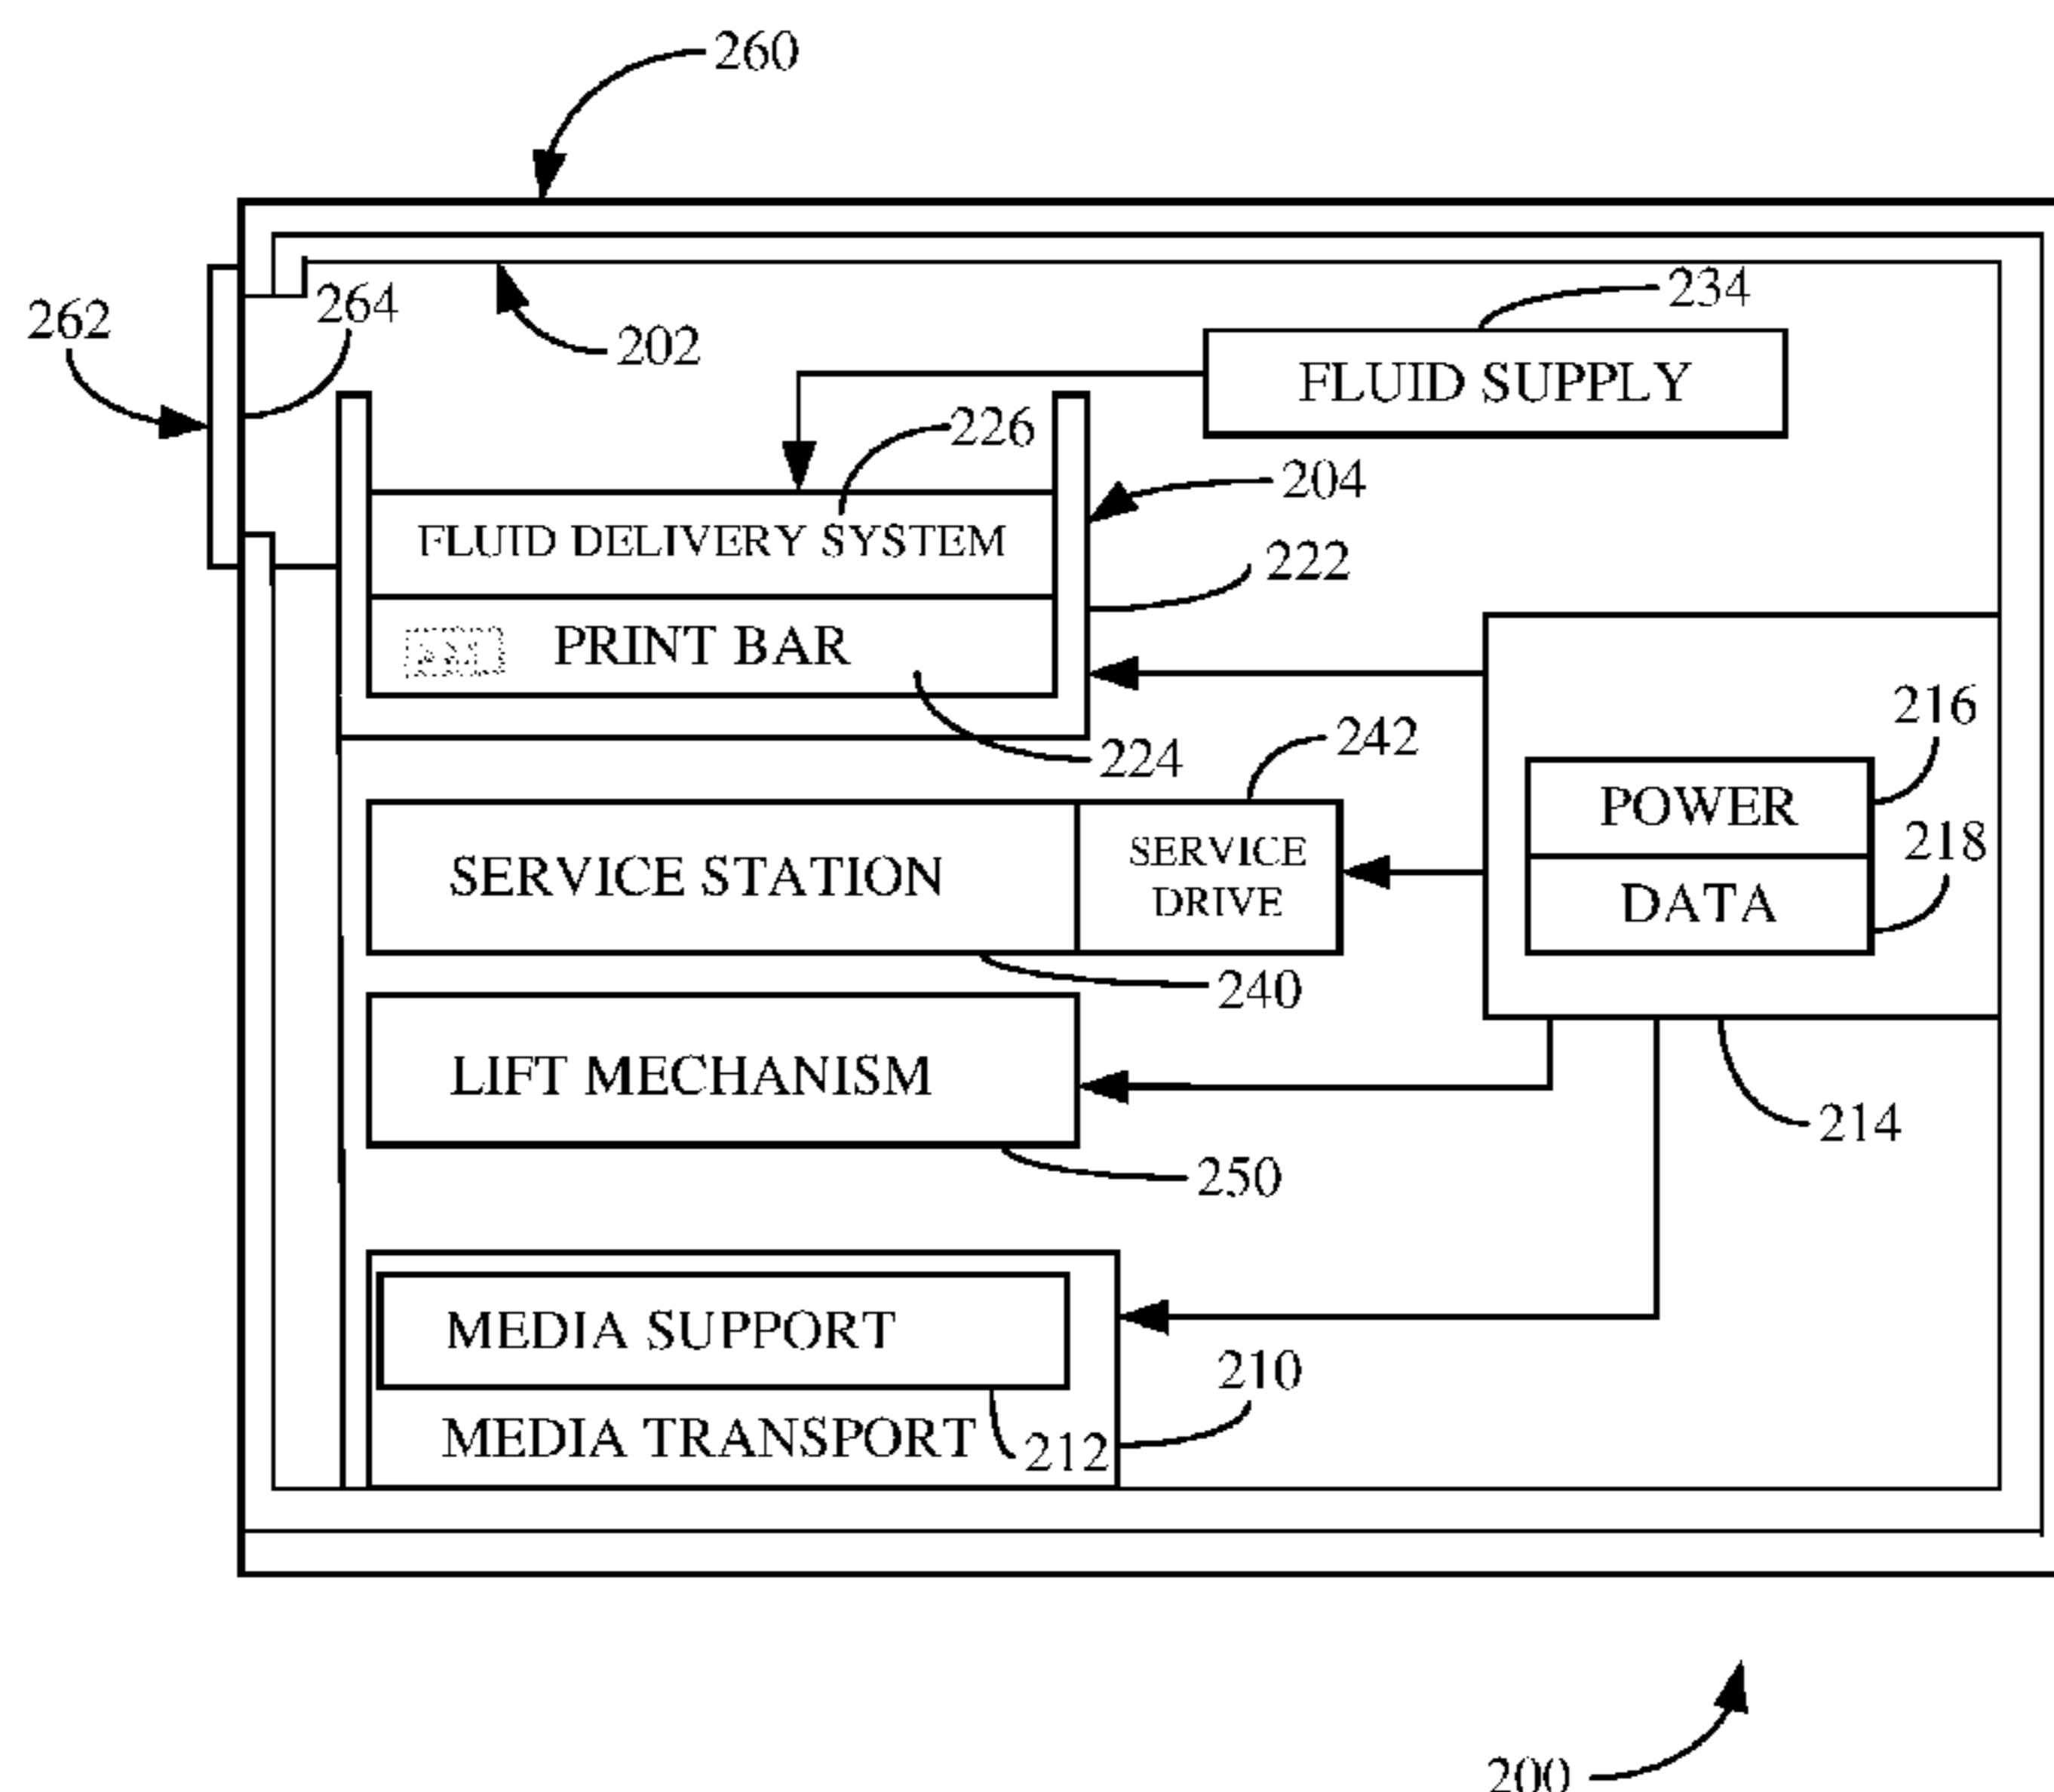 260
262
264
202
234
FLUID SUPPLY
226
204
FLUID DELIVERY SYSTEM
222
PRINT BAR
224
216
242
POWER
218
SERVICE STATION
SERVICE
DRIVE
DATA
240
LIFT MECHANISM
214
250
MEDIA SUPPORT
210
MEDIA TRANSPORT
212
200